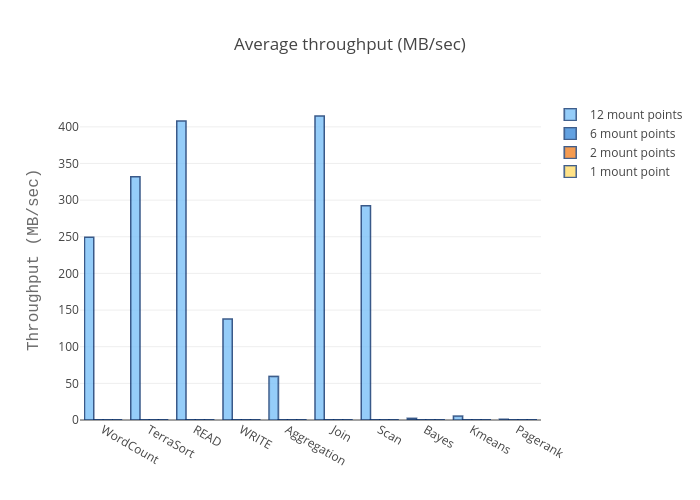 Average throughput (MB/sec)
12 mount points
6 mount points
2 mount points
1 mount point
Throughput (MB/sec)
400
350
300
250
200
150
100
50
0
WordCount
TerraSort
READ
WRITE
Aggregation
Join
Scan
Bayes
Kmeans
Pagerank